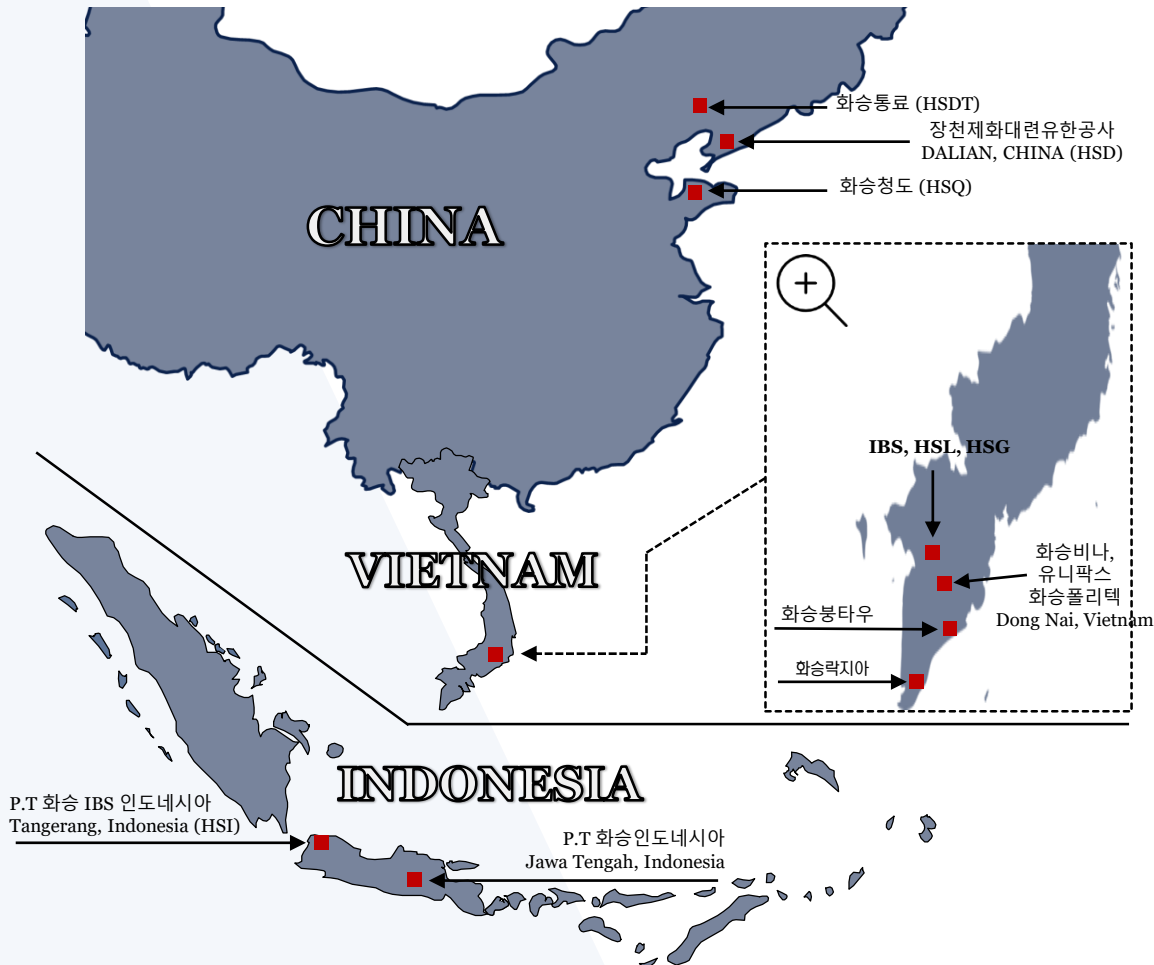 화승통료 (HSDT)
장천제화대련유한공사
DALIAN, CHINA (HSD)
화승청도 (HSQ)
CHINA
IBS, HSL, HSG
화승비나,
유니팍스
화승폴리텍
Dong Nai, Vietnam
화승붕타우
화승락지아
VIETNAM
INDONESIA
P.T 화승 IBS 인도네시아
Tangerang, Indonesia (HSI)
P.T 화승인도네시아
Jawa Tengah, Indonesia